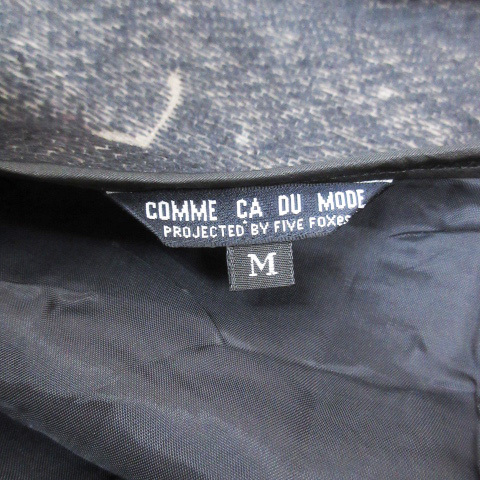 COMME ÇA DU MODE
PROJECTED BY FIVE FOXes
M